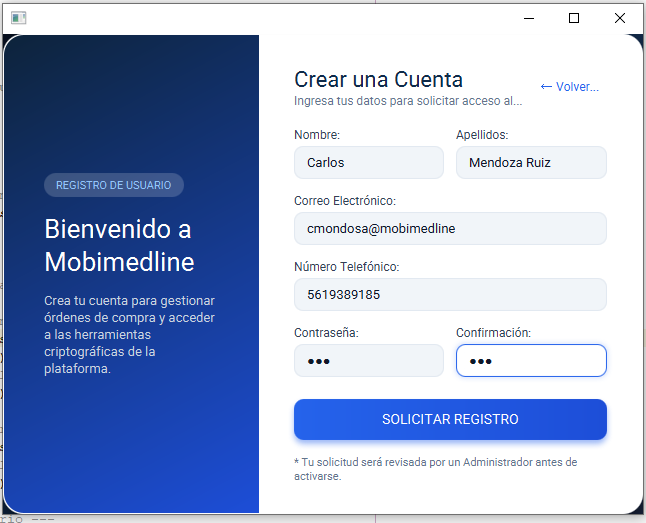 Crear una Cuenta
← Volver...
Ingresa tus datos para solicitar acceso al...
Nombre:
Apellidos:
Carlos
Mendoza Ruiz
Correo Electrónico:
cmondosa@mobimedline
Número Telefónico:
5619389185
Contraseña:
Confirmación:
●●●
●●●
SOLICITAR REGISTRO
* Tu solicitud será revisada por un Administrador antes de
activarse.
REGISTRO DE USUARIO
Bienvenido a
Mobimedline
Crea tu cuenta para gestionar
órdenes de compra y acceder
a las herramientas
criptográficas de la
plataforma.
rio ---